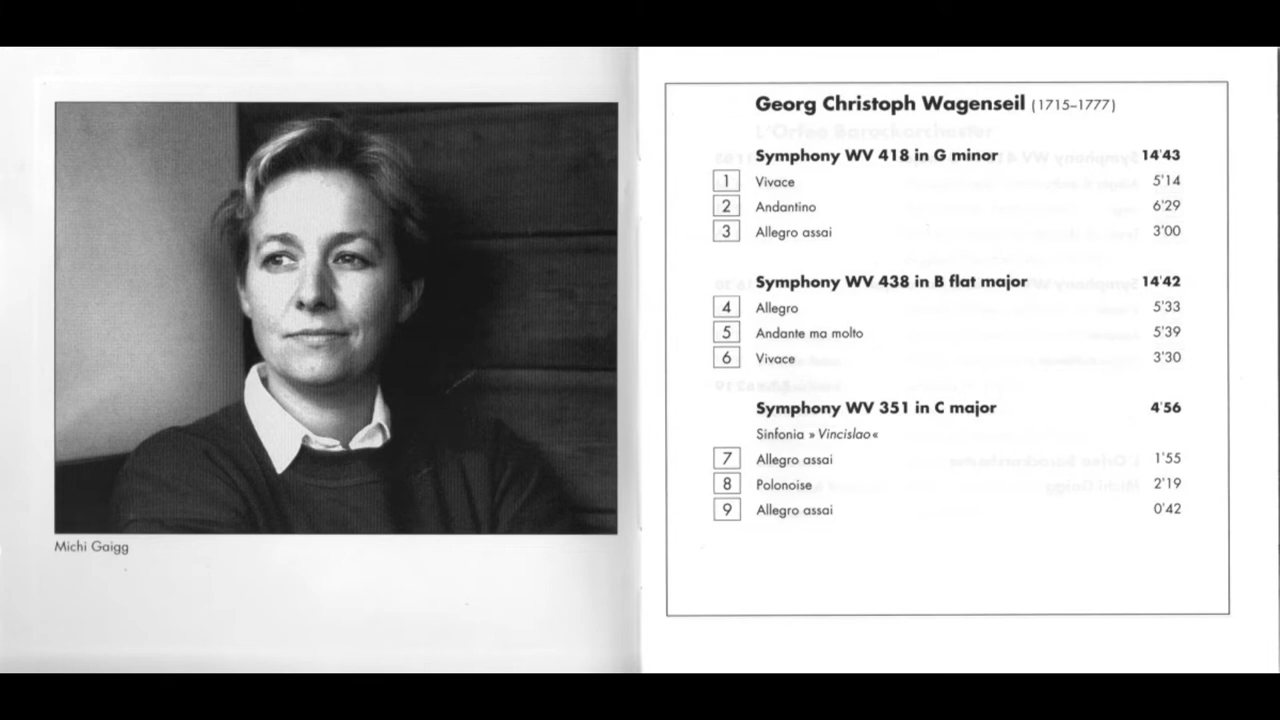 Michi Gaigg
Georg Christoph Wagenseil (1715–1777)
Symphony WV 418 in G minor 14'43
1 Vivace 5'14
2 Andantino 6'29
3 Allegro assai 3'00
Symphony WV 438 in B flat major 14'42
4 Allegro 5'33
5 Andante ma molto 5'39
6 Vivace 3'30
Symphony WV 351 in C major 4'56
Sinfonia » Vincislao «
7 Allegro assai 1'55
8 Polonoise 2'19
9 Allegro assai 0'42